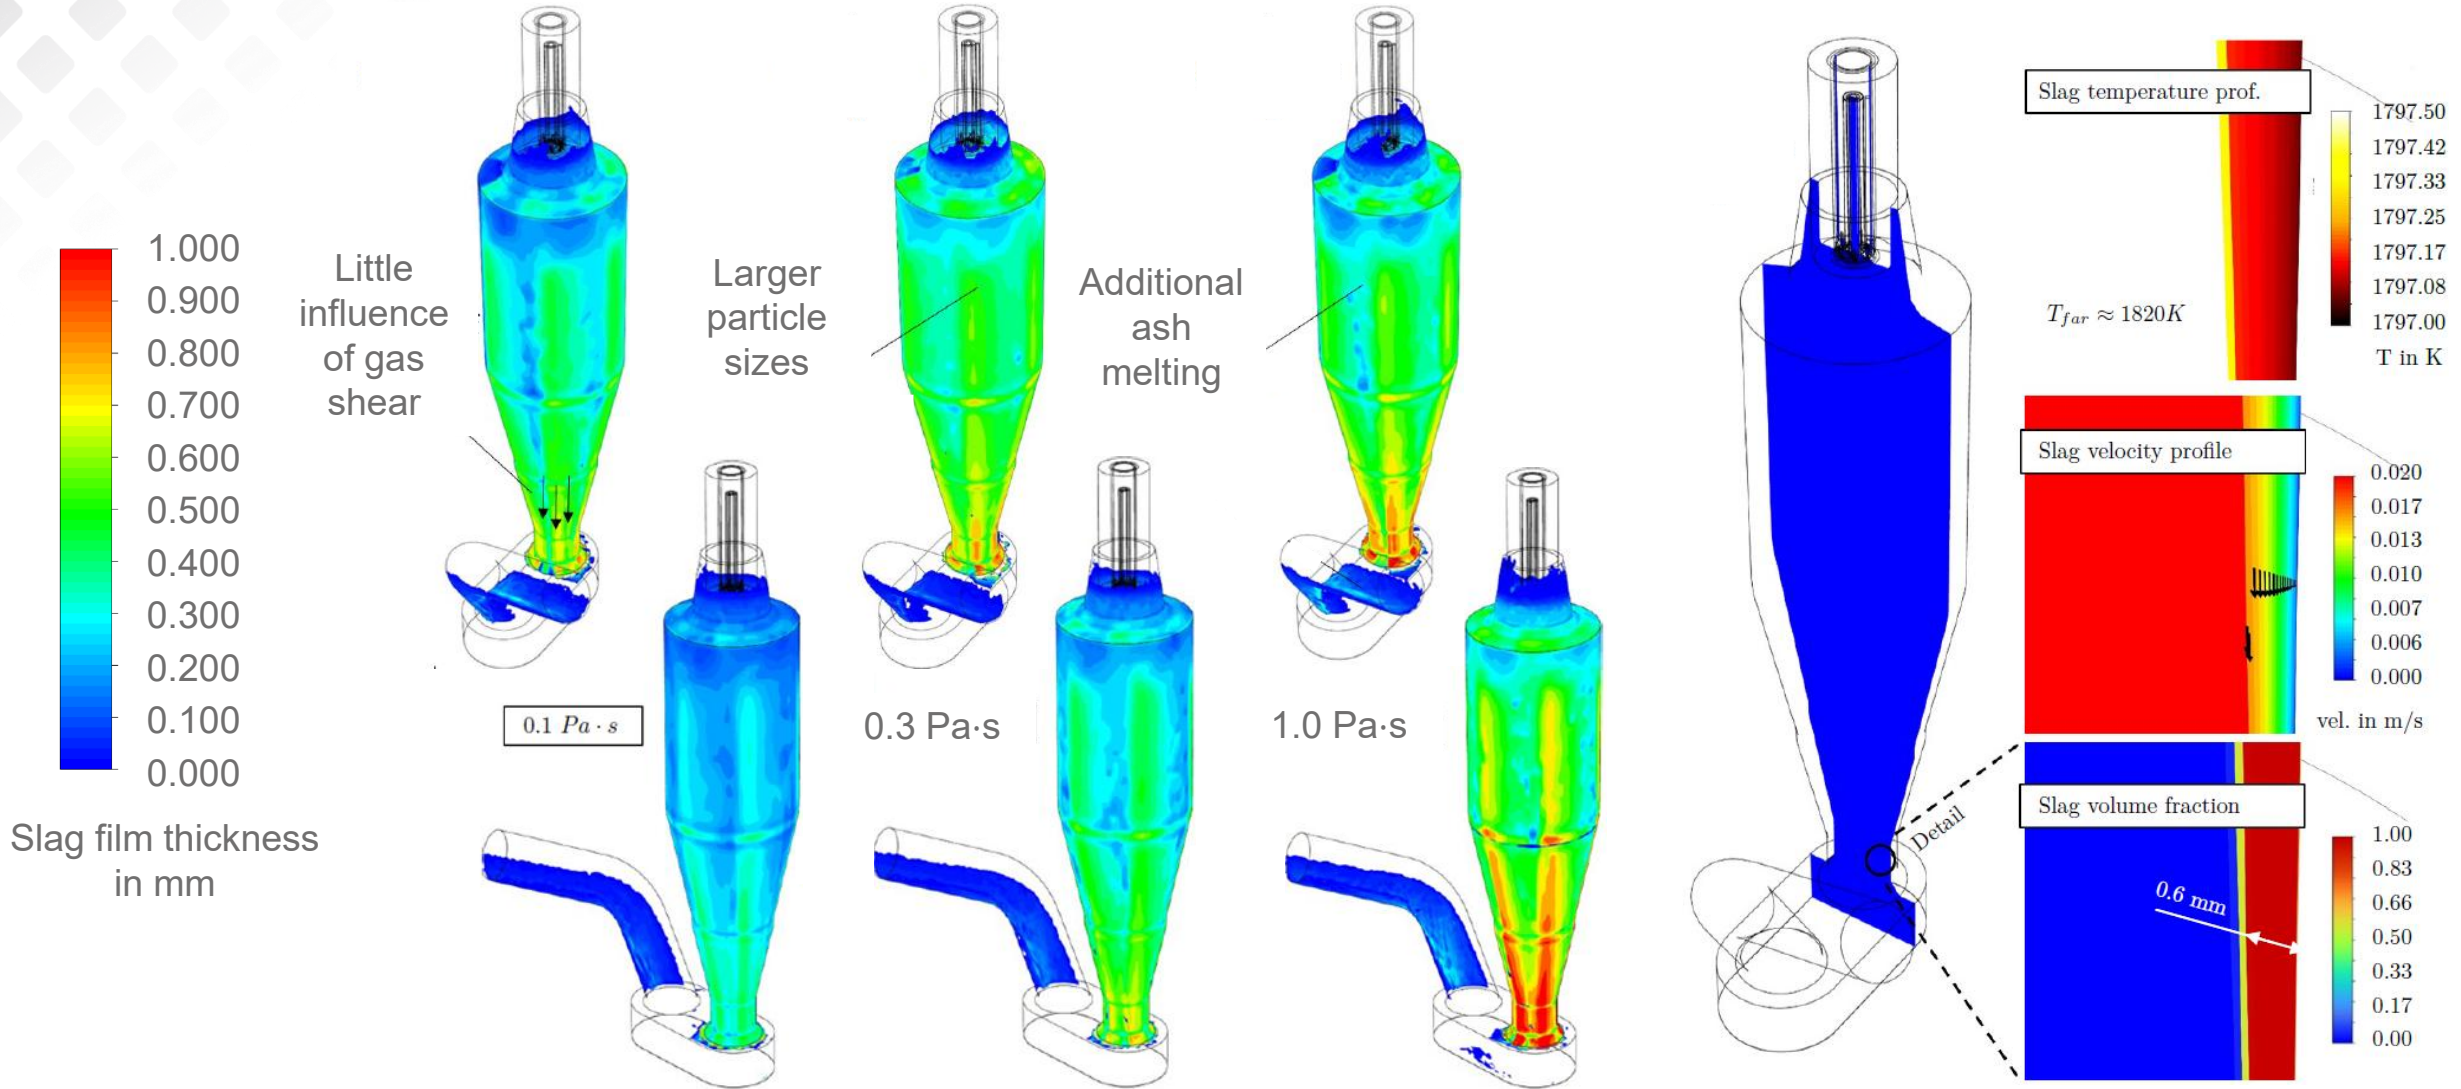 1.000
0.900
0.800
0.700
0.600
0.500
0.400
0.300
0.200
0.100
0.000
Slag film thickness
in mm
Little
influence
of gas
shear
Larger
particle
sizes
Additional
ash
melting
0.1 Pa · s
0.3 Pa·s
1.0 Pa·s
Detail
Slag temperature prof.
1797.50
1797.42
1797.33
1797.25
1797.17
1797.08
1797.00
T in K
T_far ≈ 1820K
Slag velocity profile
0.020
0.017
0.013
0.010
0.007
0.006
0.000
vel. in m/s
Slag volume fraction
1.00
0.83
0.66
0.50
0.33
0.17
0.00
0.6 mm